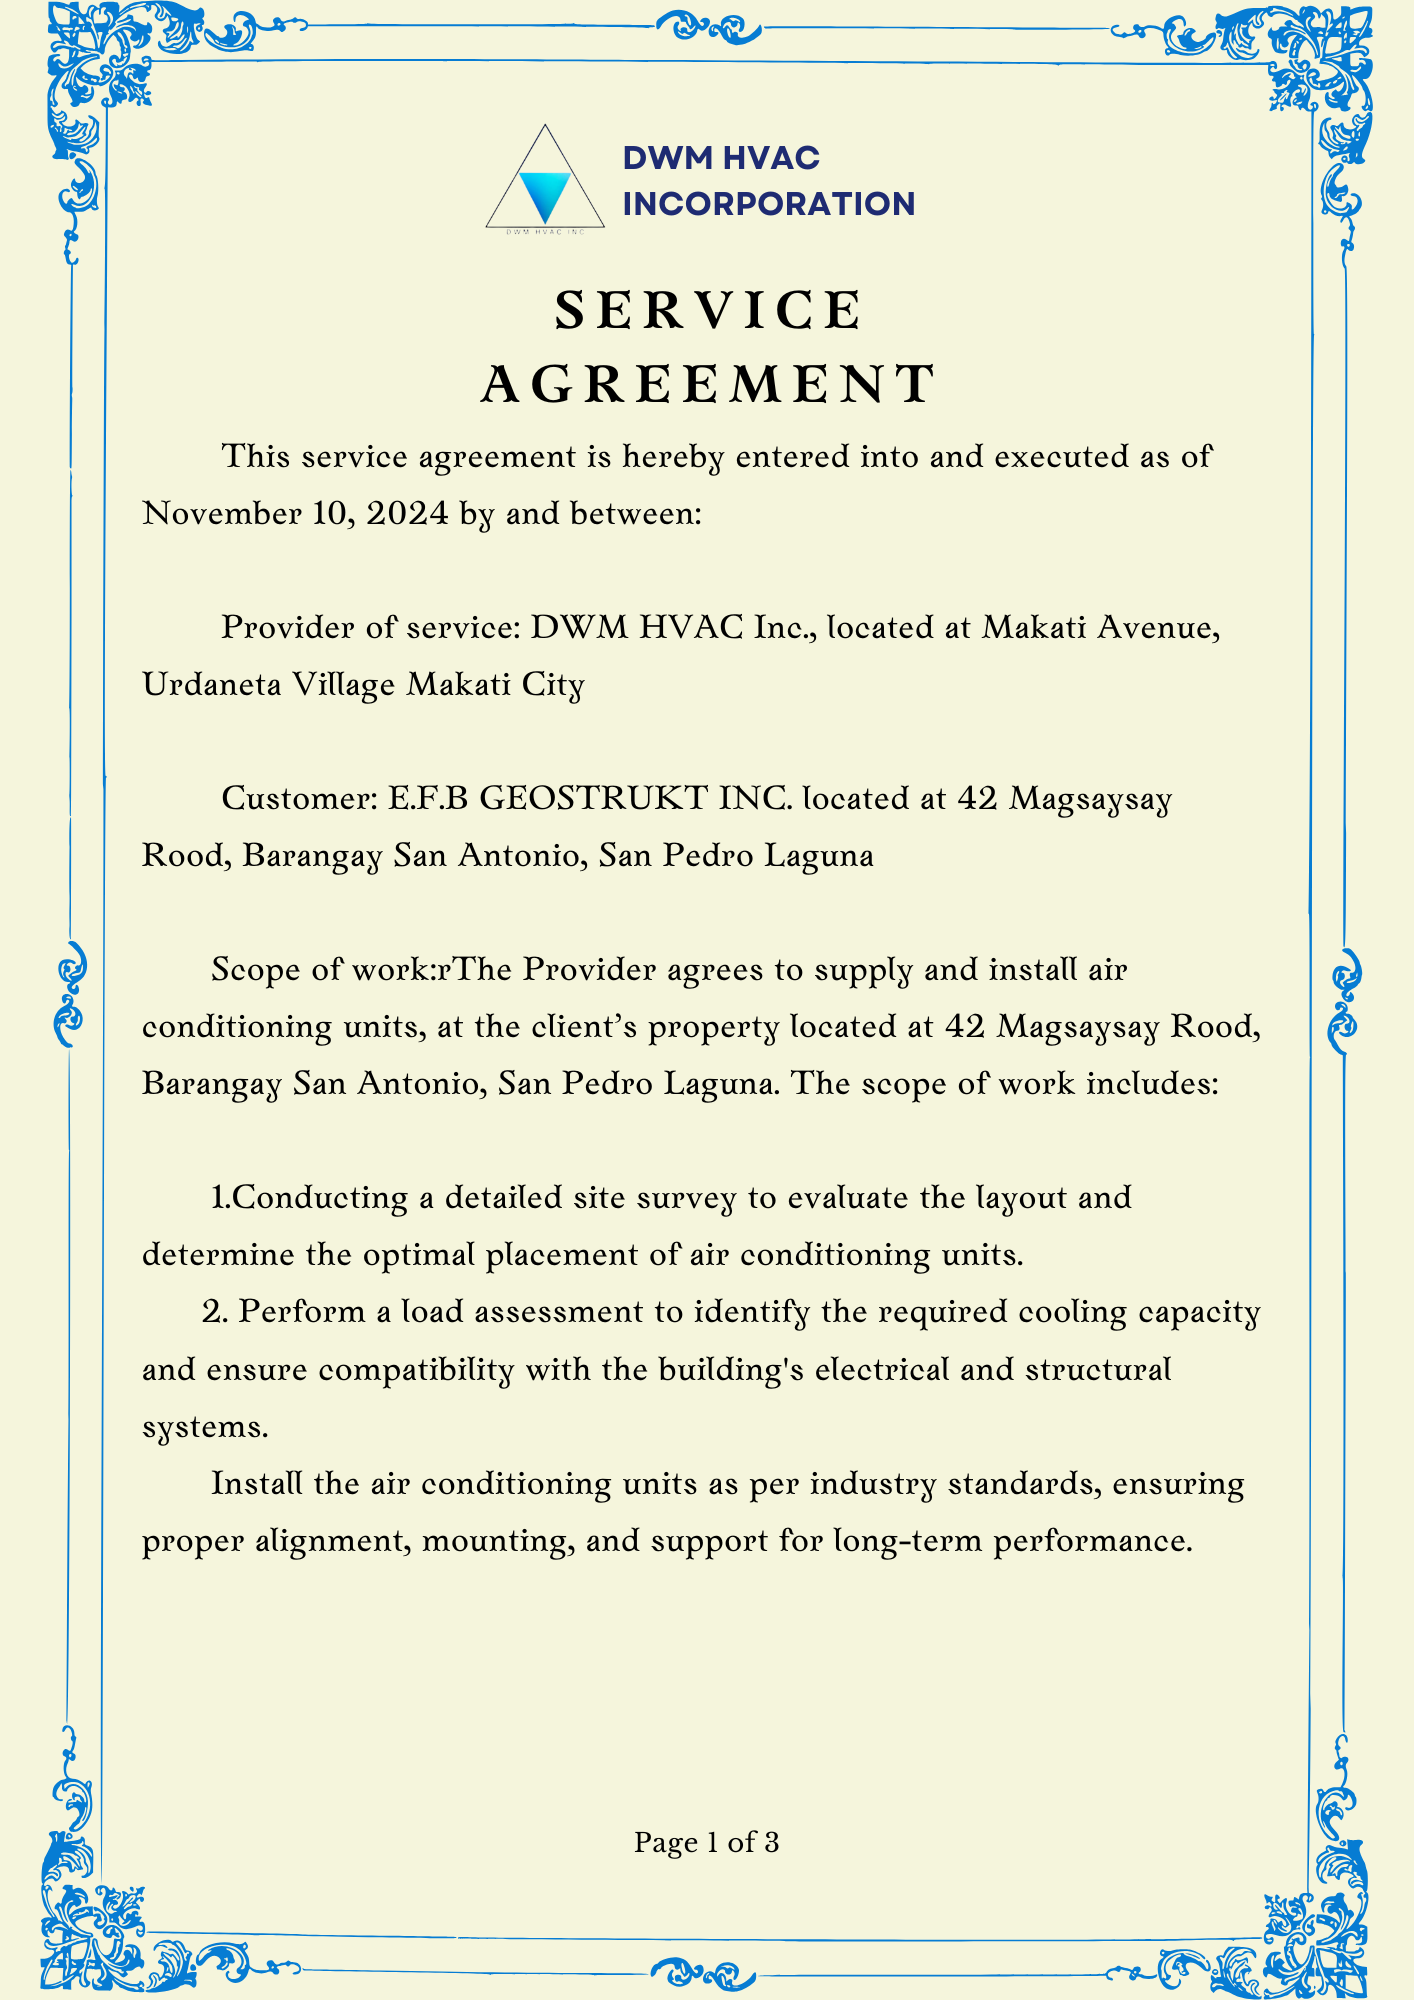 DWM HVAC
INCORPORATION
DWM HVAC INC
SERVICE
AGREEMENT
This service agreement is hereby entered into and executed as of
November 10, 2024 by and between:
Provider of service: DWM HVAC Inc., located at Makati Avenue,
Urdaneta Village Makati City
Customer: E.F.B GEOSTRUKT INC. located at 42 Magsaysay
Rood, Barangay San Antonio, San Pedro Laguna
Scope of work:rThe Provider agrees to supply and install air
conditioning units, at the client’s property located at 42 Magsaysay Rood,
Barangay San Antonio, San Pedro Laguna. The scope of work includes:
1.Conducting a detailed site survey to evaluate the layout and
determine the optimal placement of air conditioning units.
2. Perform a load assessment to identify the required cooling capacity
and ensure compatibility with the building's electrical and structural
systems.
Install the air conditioning units as per industry standards, ensuring
proper alignment, mounting, and support for long-term performance.
Page 1 of 3